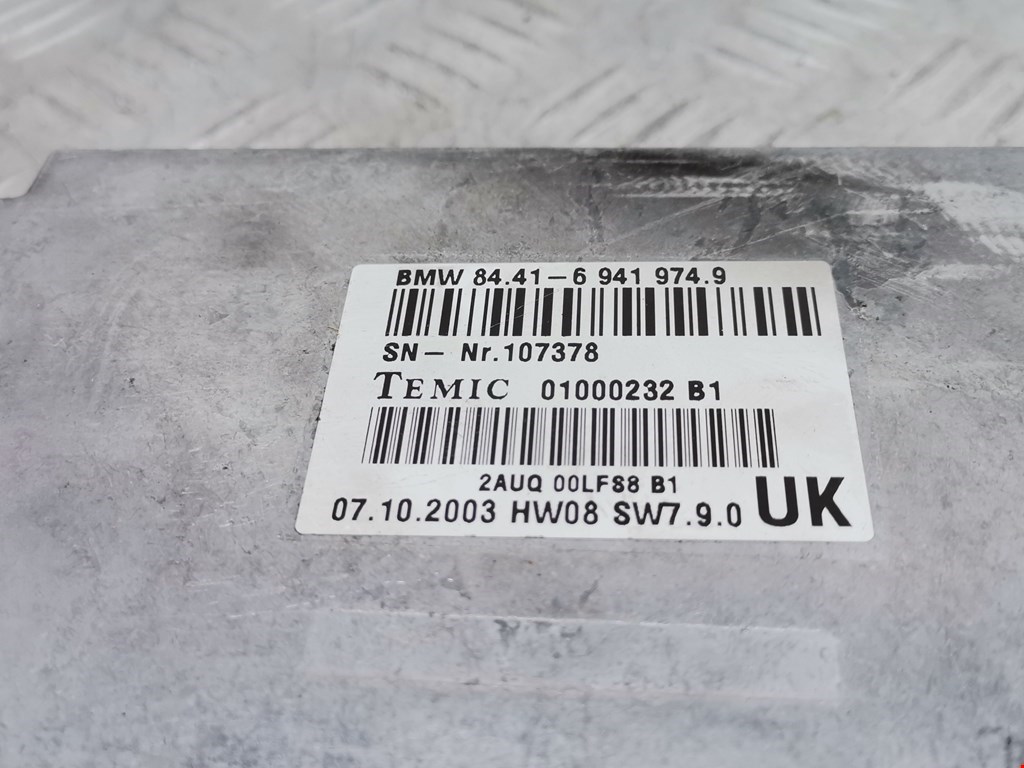 BMW 84.41-6 941 974.9
SN- Nr.107378
TEMIC 01000232 B1
2AUQ 00LFS8 B1
07.10.2003 HW08 SW7.9.0 UK